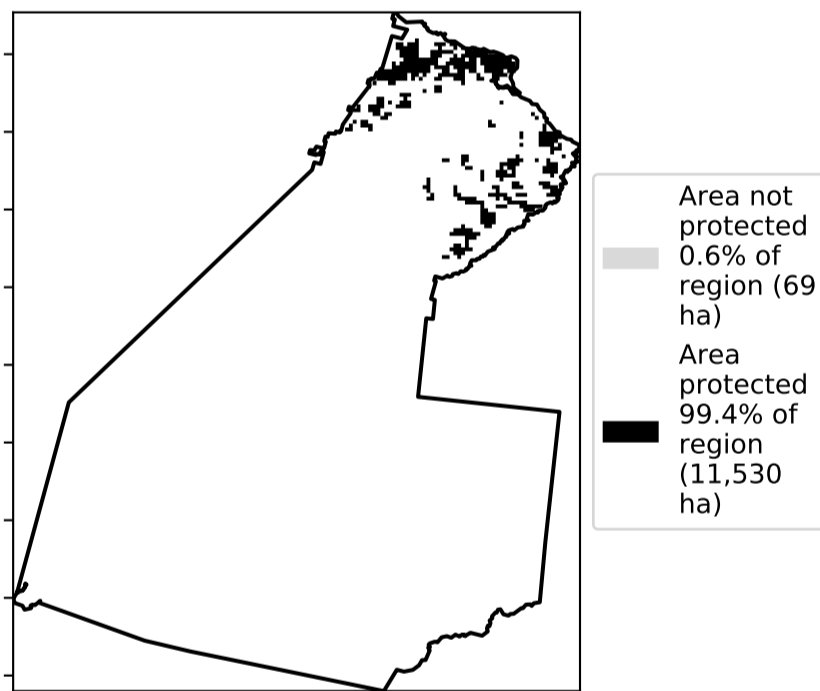 Area not
protected
0.6% of
region (69
ha)
Area
protected
99.4% of
region
(11,530
ha)